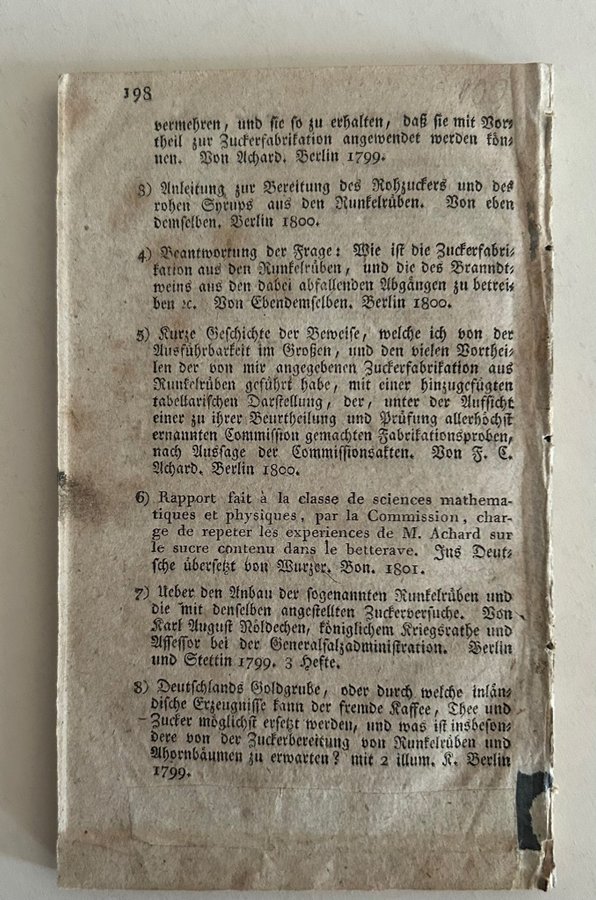 198
vermehren, und sie so zu erhalten, daß sie mit Vor⸗
theil zur Zuckerfabrikation angewendet werden kön⸗
nen. Von Achard. Berlin 1799.
3) Anleitung zur Bereitung des Rohzuckers und des
rohen Syrups aus den Runkelrüben. Von eben
demselben. Berlin 1800.
4) Beantwortung der Frage: Wie ist die Zuckerfabri⸗
kation aus den Runkelrüben, und die des Branndt⸗
weins aus den dabei abfallenden Abgängen zu betrei⸗
ben ꝛc. Von Ebendemselben. Berlin 1800.
5) Kurze Geschichte der Beweise, welche ich von der
Ausführbarkeit im Großen, und den vielen Vorthei⸗
len der von mir angegebenen Zuckerfabrikation aus
Runkelrüben geführt habe, mit einer hinzugefügten
tabellarischen Darstellung, der, unter der Aufsicht
einer zu ihrer Beurtheilung und Prüfung allerhöchst
ernannten Commission gemachten Fabrikationsproben,
nach Aussage der Commissionsakten. Von F. C.
Achard. Berlin 1800.
6) Rapport fait à la classe de sciences mathema-
tiques et physiques, par la Commission, char-
ge de repeter les experiences de M. Achard sur
le sucre contenu dans le betterave. Ins Deut⸗
sche übersetzt von Wurzer. Bon. 1801.
7) Ueber den Anbau der sogenannten Runkelrüben und
die mit denselben angestellten Zuckerversuche. Von
Karl August Nöldechen, königlichem Kriegsrathe und
Assessor bei der Generalsalzadministration. Berlin
und Stettin 1799. 3 Hefte.
8) Deutschlands Goldgrube, oder durch welche inlän⸗
dische Erzeugnisse kann der fremde Kaffee, Thee und
Zucker möglichst ersetzt werden, und was ist insbeson⸗
dere von der Zuckerbereitung von Runkelrüben und
Ahornbäumen zu erwarten? mit 2 illum. K. Berlin
1799.